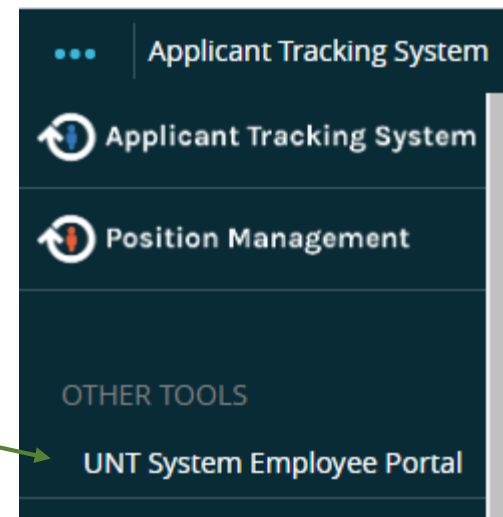 ••• Applicant Tracking System
Applicant Tracking System
Position Management
OTHER TOOLS
UNT System Employee Portal